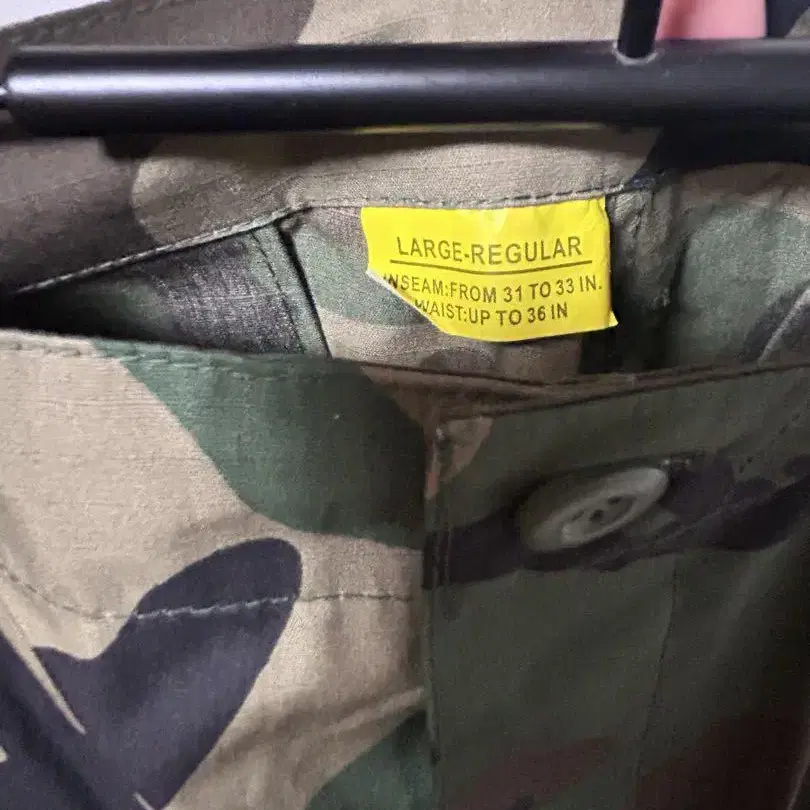 LARGE-REGULAR
INSEAM:FROM 31 TO 33 IN.
WAIST:UP TO 36 IN